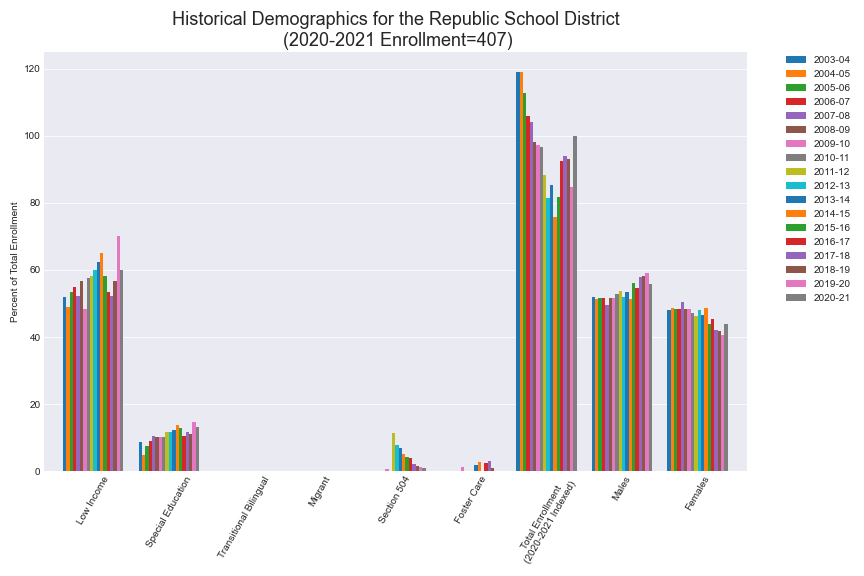 Historical Demographics for the Republic School District
(2020-2021 Enrollment=407)
Percent of Total Enrollment
120
100
80
60
40
20
0
Low Income
Special Education
Transitional Bilingual
Migrant
Section 504
Foster Care
Total Enrollment
(2020-2021 Indexed)
Males
Females
2003-04
2004-05
2005-06
2006-07
2007-08
2008-09
2009-10
2010-11
2011-12
2012-13
2013-14
2014-15
2015-16
2016-17
2017-18
2018-19
2019-20
2020-21